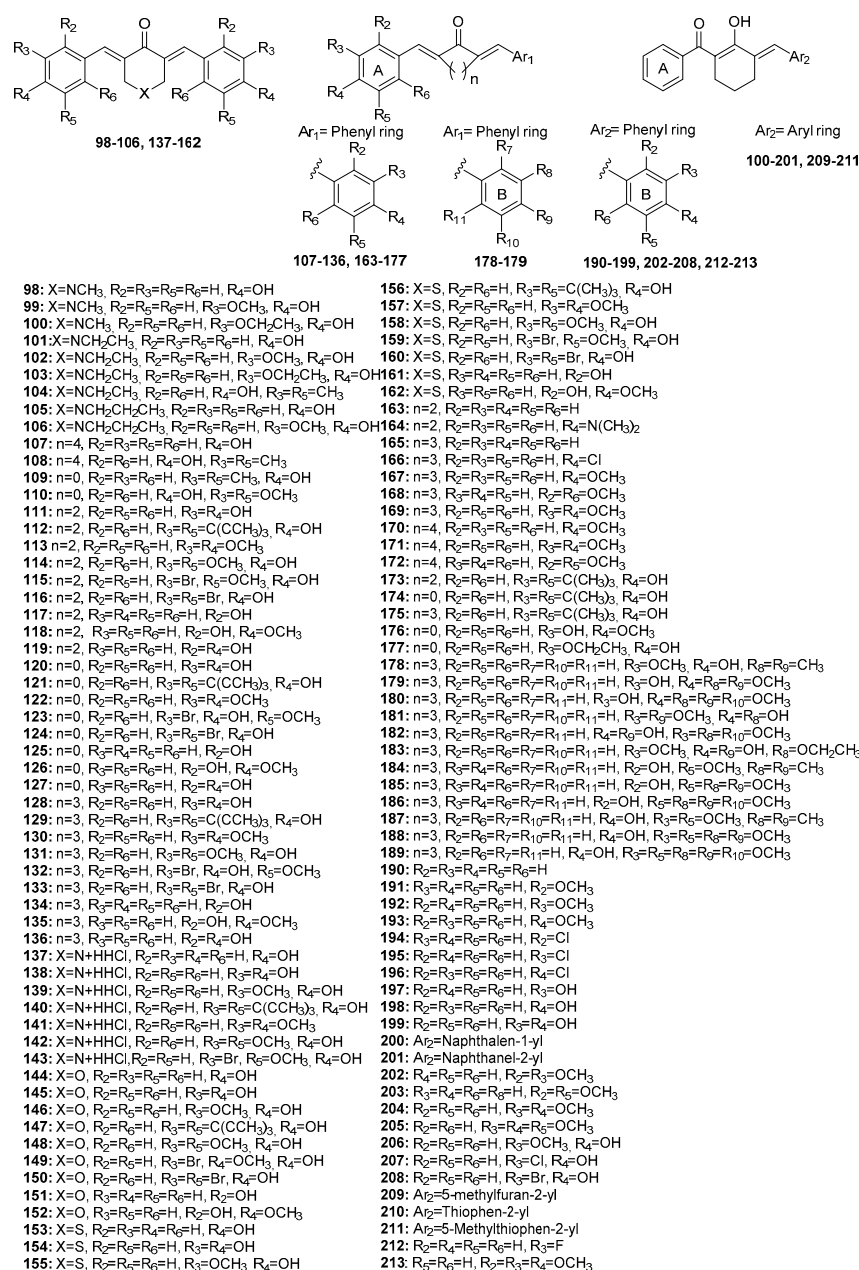 O
R2
R2
R3
R3
R4
R6
X
R6
R4
R5
R5
98-106, 137-162
O
R2
R3
Ar1
A
n
R4
R6
R5
Ar1=Phenyl ring
R2
R3
R6
R4
R5
107-136, 163-177
Ar1=Phenyl ring
R7
R8
B
R11
R9
R10
178-179
O
OH
Ar2
A
Ar2=Phenyl ring
R2
R3
B
R6
R4
R5
190-199, 202-208, 212-213
Ar2=Aryl ring
100-201, 209-211
98: X=NCH3, R2=R3=R5=R6=H, R4=OH
99: X=NCH3, R2=R5=R6=H, R3=OCH3, R4=OH
100: X=NCH3, R2=R5=R6=H, R3=OCH2CH3, R4=OH
101:X=NCH2CH3, R2=R3=R5=R6=H, R4=OH
102: X=NCH2CH3, R2=R5=R6=H, R3=OCH3, R4=OH
103: X=NCH2CH3, R2=R5=R6=H, R3=OCH2CH3, R4=OH
104: X=NCH2CH3, R2=R6=H, R4=OH, R3=R5=CH3
105: X=NCH2CH2CH3, R2=R3=R5=R6=H, R4=OH
106: X=NCH2CH2CH3, R2=R5=R6=H, R3=OCH3, R4=OH
107: n=4, R2=R3=R5=R6=H, R4=OH
108: n=4, R2=R6=H, R4=OH, R3=R5=CH3
109: n=0, R2=R3=R6=H, R3=R5=CH3, R4=OH
110: n=0, R2=R6=H, R4=OH, R3=R5=OCH3
111: n=2, R2=R5=R6=H, R3=R4=OH
112: n=2, R2=R6=H, R3=R5=C(CCH3)3, R4=OH
113 n=2, R2=R5=R6=H, R3=R4=OCH3
114: n=2, R2=R6=H, R3=R5=OCH3, R4=OH
115: n=2, R2=R6=H, R3=Br, R5=OCH3, R4=OH
116: n=2, R2=R6=H, R3=R5=Br, R4=OH
117: n=2, R3=R4=R5=R6=H, R2=OH
118: n=2, R3=R5=R6=H, R2=OH, R4=OCH3
119: n=2, R3=R5=R6=H, R2=R4=OH
120: n=0, R2=R5=R6=H, R3=R4=OH
121: n=0, R2=R6=H, R3=R5=C(CCH3)3, R4=OH
122: n=0, R2=R5=R6=H, R3=R4=OCH3
123: n=0, R2=R6=H, R3=Br, R4=OH, R5=OCH3
124: n=0, R2=R6=H, R3=R5=Br, R4=OH
125: n=0, R3=R4=R5=R6=H, R2=OH
126: n=0, R3=R5=R6=H, R2=OH, R4=OCH3
127: n=0, R3=R5=R6=H, R2=R4=OH
128: n=3, R2=R5=R6=H, R3=R4=OH
129: n=3, R2=R6=H, R3=R5=C(CCH3)3, R4=OH
130: n=3, R2=R5=R6=H, R3=R4=OCH3
131: n=3, R2=R6=H, R3=R5=OCH3, R4=OH
132: n=3, R2=R6=H, R3=Br, R4=OH, R5=OCH3
133: n=3, R2=R6=H, R3=R5=Br, R4=OH
134: n=3, R3=R4=R5=R6=H, R2=OH
135: n=3, R3=R5=R6=H, R2=OH, R4=OCH3
136: n=3, R3=R5=R6=H, R2=R4=OH
137: X=N+HHCl, R2=R3=R4=R6=H, R4=OH
138: X=N+HHCl, R2=R5=R6=H, R3=R4=OH
139: X=N+HHCl, R2=R5=R6=H, R3=OCH3, R4=OH
140: X=N+HHCl, R2=R6=H, R3=R5=C(CCH3)3, R4=OH
141: X=N+HHCl, R2=R5=R6=H, R3=R4=OCH3
142: X=N+HHCl, R2=R6=H, R3=R5=OCH3, R4=OH
143: X=N+HHCl,R2=R5=H, R3=Br, R5=OCH3, R4=OH
144: X=O, R2=R3=R5=R6=H, R4=OH
145: X=O, R2=R5=R6=H, R3=R4=OH
146: X=O, R2=R5=R6=H, R3=OCH3, R4=OH
147: X=O, R2=R6=H, R3=R5=C(CCH3)3, R4=OH
148: X=O, R2=R6=H, R3=R5=OCH3, R4=OH
149: X=O, R2=R5=H, R3=Br, R4=OCH3, R4=OH
150: X=O, R2=R6=H, R3=R5=Br, R4=OH
151: X=O, R3=R4=R5=R6=H, R2=OH
152: X=O, R3=R5=R6=H, R2=OH, R4=OCH3
153: X=S, R2=R3=R4=R6=H, R4=OH
154: X=S, R2=R5=R6=H, R3=R4=OH
155: X=S, R2=R5=R6=H, R3=OCH3, R4=OH
156: X=S, R2=R6=H, R3=R5=C(CH3)3, R4=OH
157: X=S, R2=R5=R6=H, R3=R4=OCH3
158: X=S, R2=R6=H, R3=R5=OCH3, R4=OH
159: X=S, R2=R6=H, R3=Br, R5=OCH3, R4=OH
160: X=S, R2=R6=H, R3=R5=Br, R4=OH
161: X=S, R3=R4=R5=R6=H, R2=OH
162: X=S, R3=R5=R6=H, R2=OH, R4=OCH3
163: n=2, R2=R3=R4=R5=R6=H
164: n=2, R2=R3=R5=R6=H, R4=N(CH3)2
165: n=3, R2=R3=R4=R5=R6=H
166: n=3, R2=R3=R5=R6=H, R4=Cl
167: n=3, R2=R3=R5=R6=H, R4=OCH3
168: n=3, R3=R4=R5=H, R2=R6=OCH3
169: n=3, R2=R5=R6=H, R3=R4=OCH3
170: n=4, R2=R3=R5=R6=H, R4=OCH3
171: n=4, R2=R5=R6=H, R3=R4=OCH3
172: n=4, R3=R4=R6=H, R2=R5=OCH3
173: n=2, R2=R6=H, R3=R5=C(CH3)3, R4=OH
174: n=0, R2=R6=H, R3=R5=C(CH3)3, R4=OH
175: n=3, R2=R6=H, R3=R5=C(CH3)3, R4=OH
176: n=0, R2=R5=R6=H, R3=OH, R4=OCH3
177: n=0, R2=R5=R6=H, R3=OCH2CH3, R4=OH
178: n=3, R2=R5=R6=R7=R10=R11=H, R3=OCH3, R4=OH, R8=R9=CH3
179: n=3, R2=R5=R6=R7=R10=R11=H, R3=OH, R4=R8=R9=OCH3
180: n=3, R2=R5=R6=R7=R11=H, R3=OH, R4=R8=R9=R10=OCH3
181: n=3, R2=R5=R6=R7=R10=R11=H, R3=R9=OCH3, R4=R8=OH
182: n=3, R2=R5=R6=R7=R11=H, R4=R9=OH, R3=R8=R10=OCH3
183: n=3, R2=R5=R6=R7=R10=R11=H, R3=OCH3, R4=R9=OH, R8=OCH2CH3
184: n=3, R3=R4=R6=R7=R10=R11=H, R2=OH, R5=OCH3, R8=R9=CH3
185: n=3, R3=R4=R6=R7=R10=R11=H, R2=OH, R5=R8=R9=OCH3
186: n=3, R3=R4=R6=R7=R11=H, R2=OH, R5=R8=R9=R10=OCH3
187: n=3, R2=R6=R7=R10=R11=H, R4=OH, R3=R5=OCH3, R8=R9=CH3
188: n=3, R2=R6=R7=R10=R11=H, R4=OH, R3=R5=R8=R9=OCH3
189: n=3, R2=R6=R7=R11=H, R4=OH, R3=R5=R8=R9=R10=OCH3
190: R2=R3=R4=R5=R6=H
191: R3=R4=R5=R6=H, R2=OCH3
192: R2=R4=R5=R6=H, R3=OCH3
193: R2=R3=R5=R6=H, R4=OCH3
194: R3=R4=R5=R6=H, R2=Cl
195: R2=R4=R5=R6=H, R3=Cl
196: R2=R3=R5=R6=H, R4=Cl
197: R2=R4=R5=R6=H, R3=OH
198: R2=R3=R5=R6=H, R4=OH
199: R2=R5=R6=H, R3=R4=OH
200: Ar2=Naphthalen-1-yl
201: Ar2=Naphthanel-2-yl
202: R4=R5=R6=H, R2=R3=OCH3
203: R3=R4=R6=R8=H, R2=R5=OCH3
204: R2=R5=R6=H, R3=R4=OCH3
205: R2=R6=H, R3=R4=R5=OCH3
206: R2=R5=R6=H, R3=OCH3, R4=OH
207: R2=R5=R6=H, R3=Cl, R4=OH
208: R2=R5=R6=H, R3=Br, R4=OH
209: Ar2=5-methylfuran-2-yl
210: Ar2=Thiophen-2-yl
211: Ar2=5-Methylthiophen-2-yl
212: R2=R4=R5=R6=H, R3=F
213: R5=R6=H, R2=R3=R4=OCH3